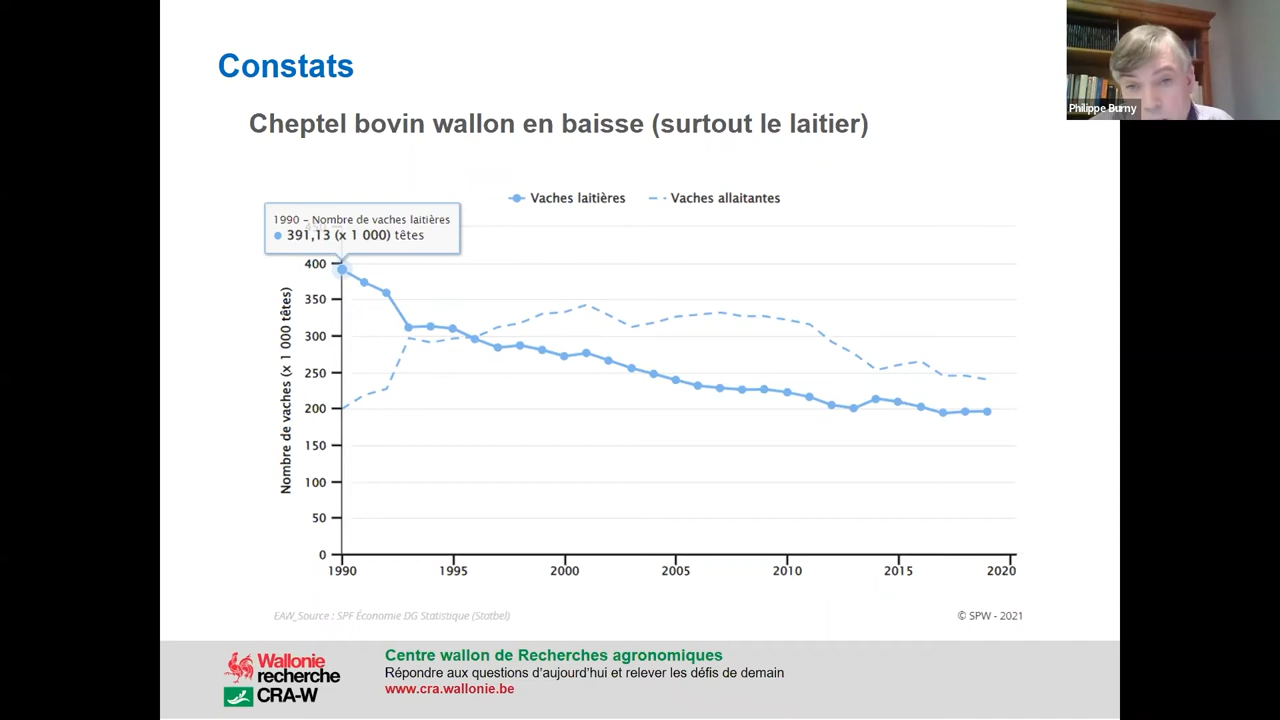 Constats
Philippe Burny
Cheptel bovin wallon en baisse (surtout le laitier)
Vaches laitières
Vaches allaitantes
1990 – Nombre de vaches laitières
391,13 (x 1 000) têtes
450
400
350
300
250
200
150
100
50
0
Nombre de vaches (x 1 000 têtes)
1990 1995 2000 2005 2010 2015 2020
EAW_Source : SPF Économie DG Statistique (Statbel)
© SPW - 2021
Wallonie
recherche
CRA-W
Centre wallon de Recherches agronomiques
Répondre aux questions d'aujourd'hui et relever les défis de demain
www.cra.wallonie.be